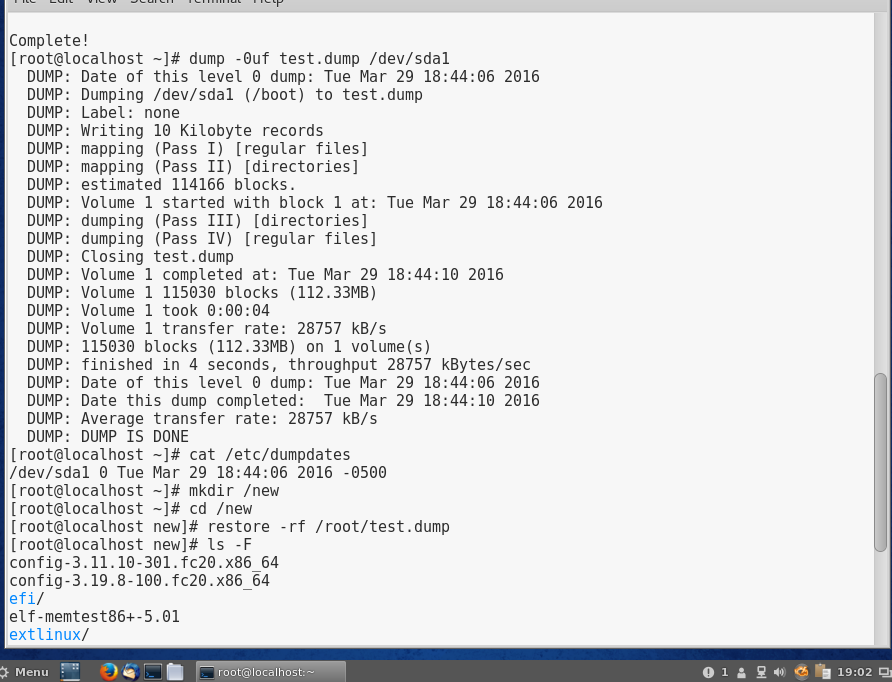 File Edit View Search Terminal Help
Complete!
[root@localhost ~]# dump -0uf test.dump /dev/sda1
  DUMP: Date of this level 0 dump: Tue Mar 29 18:44:06 2016
  DUMP: Dumping /dev/sda1 (/boot) to test.dump
  DUMP: Label: none
  DUMP: Writing 10 Kilobyte records
  DUMP: mapping (Pass I) [regular files]
  DUMP: mapping (Pass II) [directories]
  DUMP: estimated 114166 blocks.
  DUMP: Volume 1 started with block 1 at: Tue Mar 29 18:44:06 2016
  DUMP: dumping (Pass III) [directories]
  DUMP: dumping (Pass IV) [regular files]
  DUMP: Closing test.dump
  DUMP: Volume 1 completed at: Tue Mar 29 18:44:10 2016
  DUMP: Volume 1 115030 blocks (112.33MB)
  DUMP: Volume 1 took 0:00:04
  DUMP: Volume 1 transfer rate: 28757 kB/s
  DUMP: 115030 blocks (112.33MB) on 1 volume(s)
  DUMP: finished in 4 seconds, throughput 28757 kBytes/sec
  DUMP: Date of this level 0 dump: Tue Mar 29 18:44:06 2016
  DUMP: Date this dump completed:  Tue Mar 29 18:44:10 2016
  DUMP: Average transfer rate: 28757 kB/s
  DUMP: DUMP IS DONE
[root@localhost ~]# cat /etc/dumpdates
/dev/sda1 0 Tue Mar 29 18:44:06 2016 -0500
[root@localhost ~]# mkdir /new
[root@localhost ~]# cd /new
[root@localhost new]# restore -rf /root/test.dump
[root@localhost new]# ls -F
config-3.11.10-301.fc20.x86_64
config-3.19.8-100.fc20.x86_64
efi/
elf-memtest86+-5.01
extlinux/
Menu root@localhost:~ 1 19:02